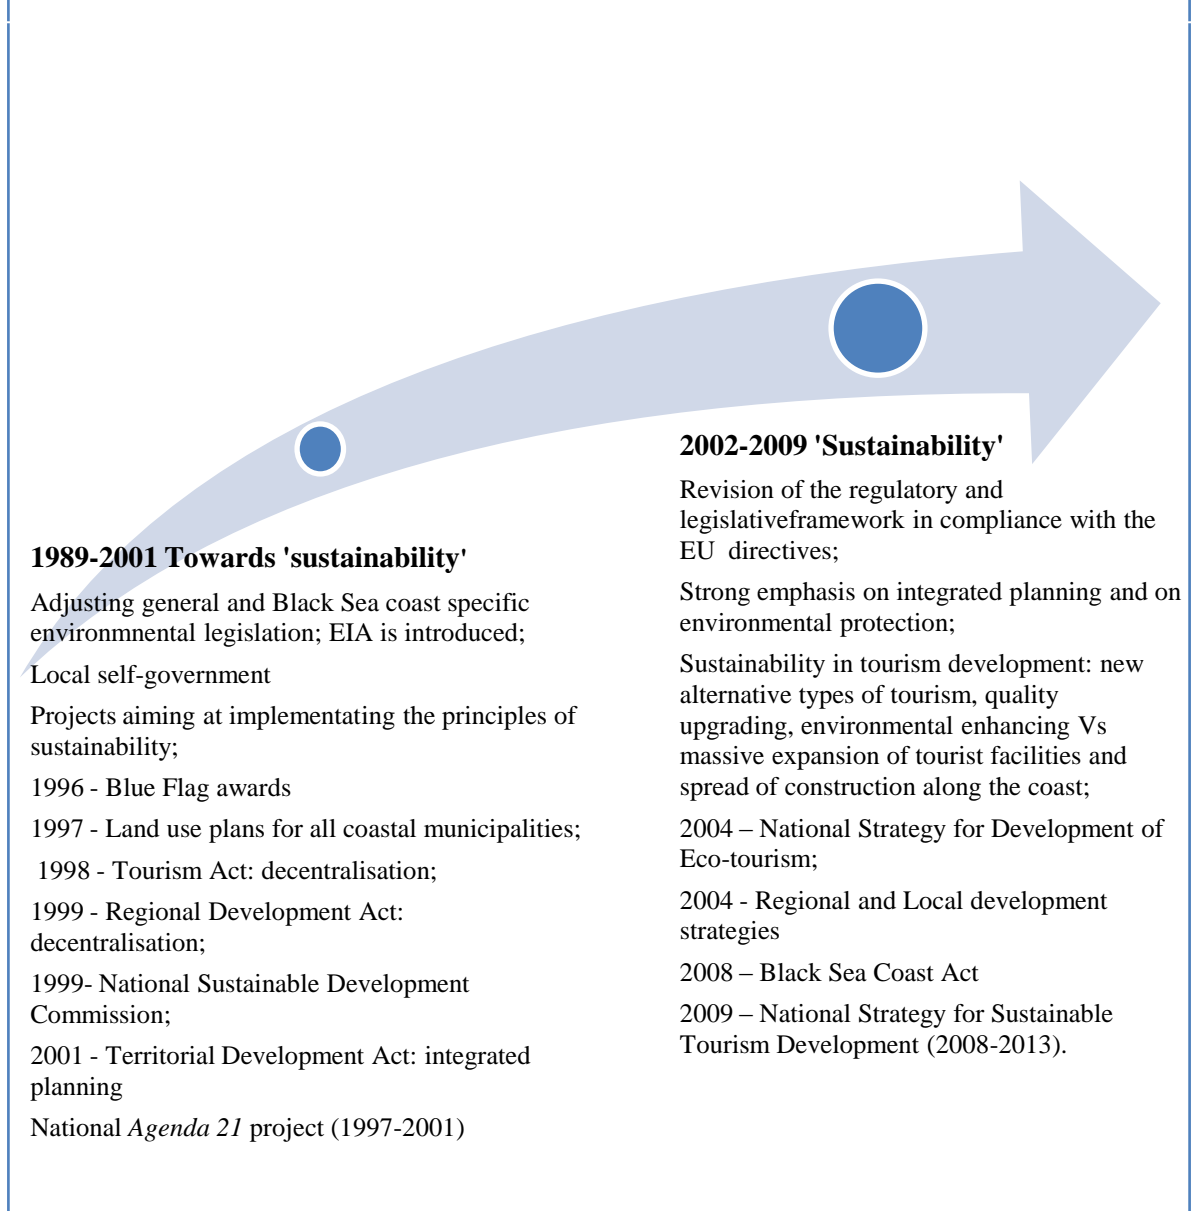 1989-2001 Towards 'sustainability'
Adjusting general and Black Sea coast specific
environmnental legislation; EIA is introduced;
Local self-government
Projects aiming at implementating the principles of
sustainability;
1996 - Blue Flag awards
1997 - Land use plans for all coastal municipalities;
1998 - Tourism Act: decentralisation;
1999 - Regional Development Act:
decentralisation;
1999- National Sustainable Development
Commission;
2001 - Territorial Development Act: integrated
planning
National Agenda 21 project (1997-2001)
2002-2009 'Sustainability'
Revision of the regulatory and
legislativeframework in compliance with the
EU directives;
Strong emphasis on integrated planning and on
environmental protection;
Sustainability in tourism development: new
alternative types of tourism, quality
upgrading, environmental enhancing Vs
massive expansion of tourist facilities and
spread of construction along the coast;
2004 – National Strategy for Development of
Eco-tourism;
2004 - Regional and Local development
strategies
2008 – Black Sea Coast Act
2009 – National Strategy for Sustainable
Tourism Development (2008-2013).